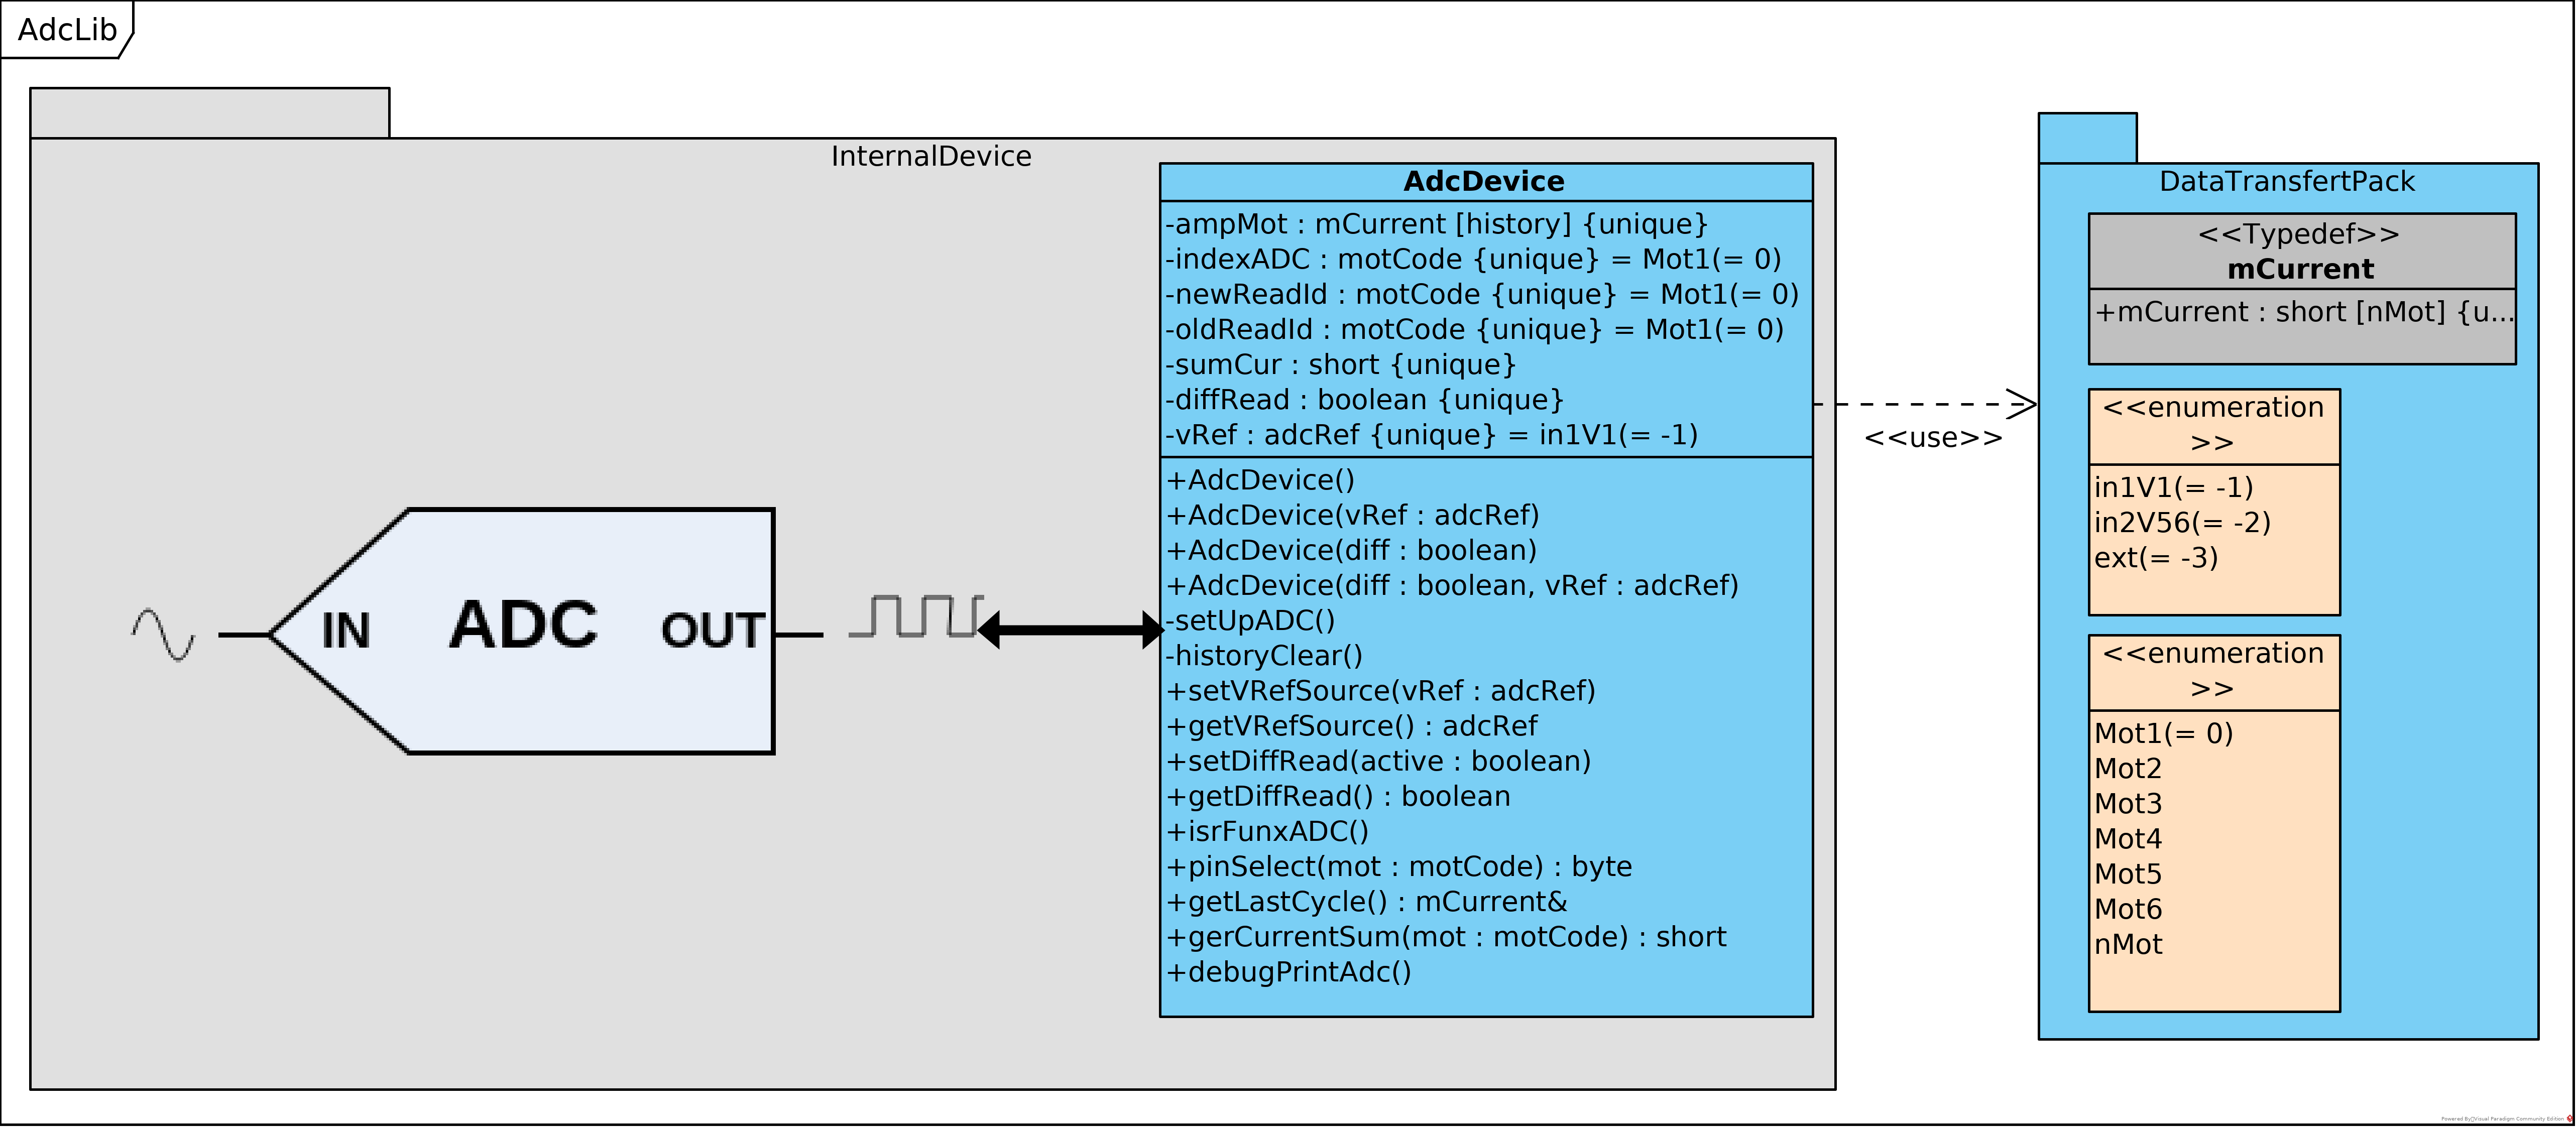 AdcLib
InternalDevice
IN ADC OUT
AdcDevice
-ampMot : mCurrent [history] {unique}
-indexADC : motCode {unique} = Mot1(= 0)
-newReadId : motCode {unique} = Mot1(= 0)
-oldReadId : motCode {unique} = Mot1(= 0)
-sumCur : short {unique}
-diffRead : boolean {unique}
-vRef : adcRef {unique} = in1V1(= -1)
+AdcDevice()
+AdcDevice(vRef : adcRef)
+AdcDevice(diff : boolean)
+AdcDevice(diff : boolean, vRef : adcRef)
-setUpADC()
-historyClear()
+setVRefSource(vRef : adcRef)
+getVRefSource() : adcRef
+setDiffRead(active : boolean)
+getDiffRead() : boolean
+isrFunxADC()
+pinSelect(mot : motCode) : byte
+getLastCycle() : mCurrent&
+gerCurrentSum(mot : motCode) : short
+debugPrintAdc()
<<use>>
DataTransfertPack
<<Typedef>>
mCurrent
+mCurrent : short [nMot] {u...
<<enumeration
>>
in1V1(= -1)
in2V56(= -2)
ext(= -3)
<<enumeration
>>
Mot1(= 0)
Mot2
Mot3
Mot4
Mot5
Mot6
nMot
Powered By Visual Paradigm Community Edition